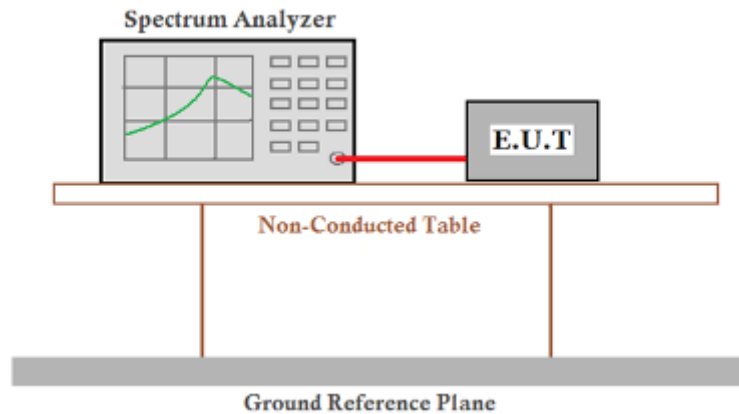 Spectrum Analyzer
E.U.T
Non-Conducted Table
Ground Reference Plane